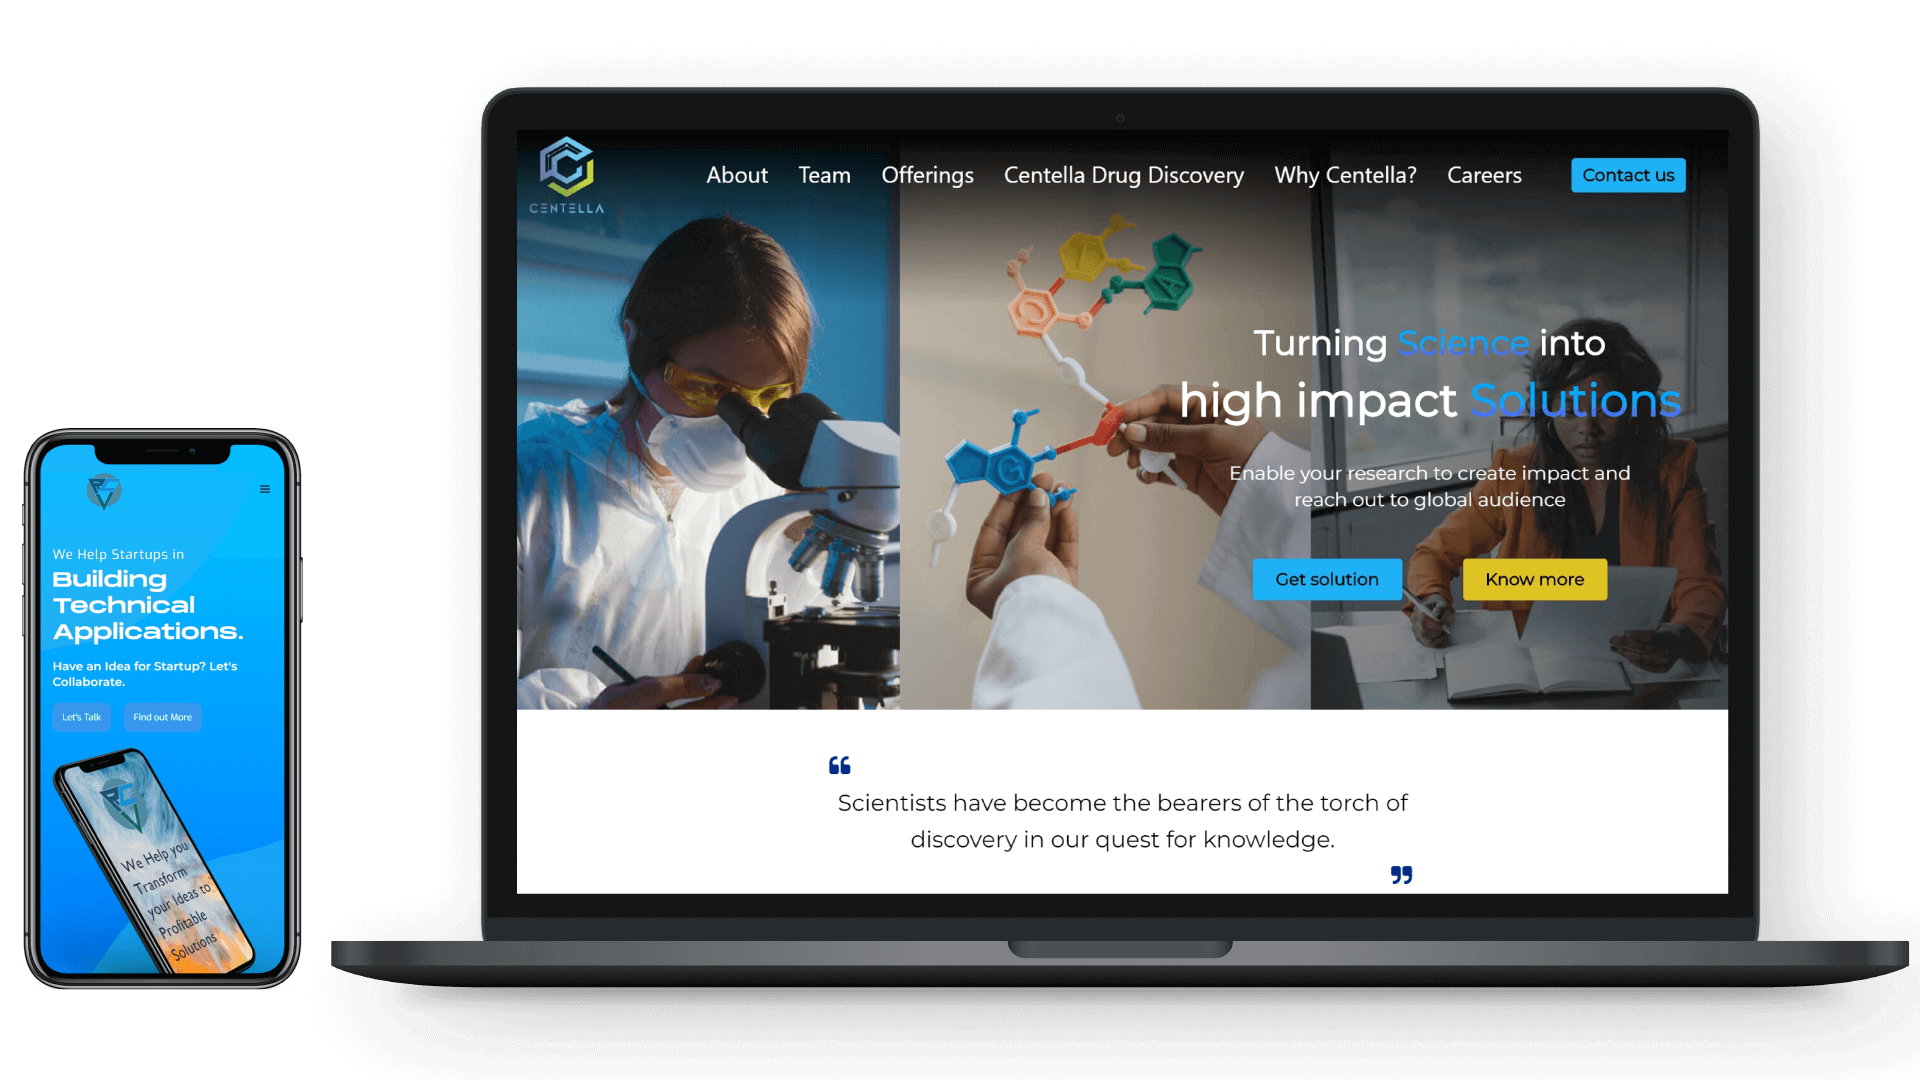 CENTELLA
About Team Offerings Centella Drug Discovery Why Centella? Careers Contact us
Turning Science into
high impact Solutions
Enable your research to create impact and
reach out to global audience
Get solution Know more
T
A
C
G
“
Scientists have become the bearers of the torch of
discovery in our quest for knowledge.
”
We Help Startups in
Building
Technical
Applications.
Have an Idea for Startup? Let's
Collaborate.
Let's Talk Find out More
We Help you
Transform
your Ideas to
Profitable
Solutions